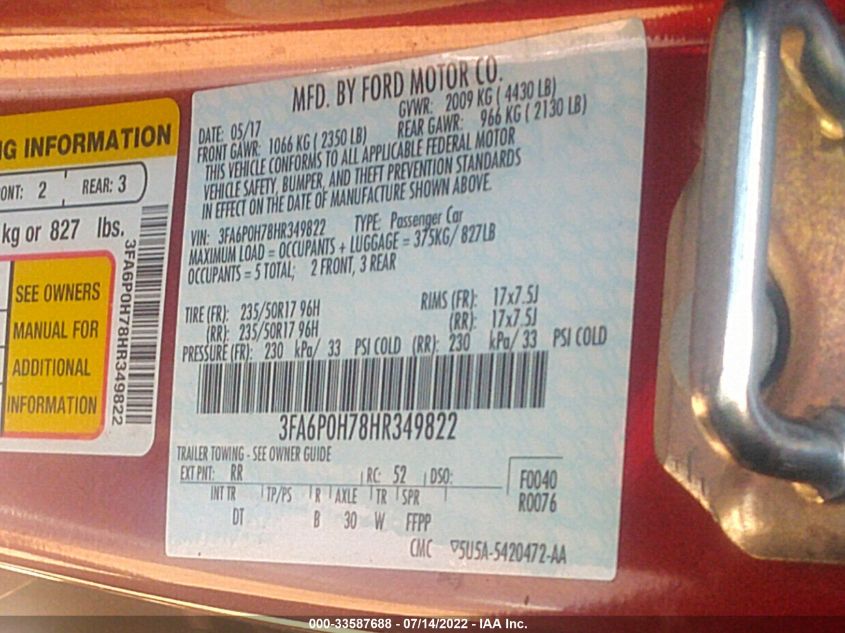 NG INFORMATION
ONT: 2 REAR: 3
kg or 827 lbs.
SEE OWNERS
MANUAL FOR
ADDITIONAL
INFORMATION
3FA6P0H78HR349822
MFD. BY FORD MOTOR CO.
DATE: 05/17 GVWR: 2009 KG ( 4430 LB)
FRONT GAWR: 1066 KG ( 2350 LB) REAR GAWR: 966 KG ( 2130 LB)
THIS VEHICLE CONFORMS TO ALL APPLICABLE FEDERAL MOTOR
VEHICLE SAFETY, BUMPER, AND THEFT PREVENTION STANDARDS
IN EFFECT ON THE DATE OF MANUFACTURE SHOWN ABOVE.
VIN: 3FA6P0H78HR349822 TYPE: Passenger Car
MAXIMUM LOAD = OCCUPANTS + LUGGAGE = 375KG/ 827LB
OCCUPANTS = 5 TOTAL; 2 FRONT, 3 REAR
TIRE (FR): 235/50R17 96H RIMS (FR): 17x7.5J
(RR): 235/50R17 96H (RR): 17x7.5J
PRESSURE (FR): 230 kPa/ 33 PSI COLD (RR): 230 kPa/ 33 PSI COLD
3FA6P0H78HR349822
TRAILER TOWING - SEE OWNER GUIDE
EXT PNT: RR RC: 52 DSO: F0040
INT TR TP/PS R AXLE TR SPR R0076
DT B 30 W FFPP
CMC 5U5A-5420472-AA
000-33587688 - 07/14/2022 - IAA Inc.